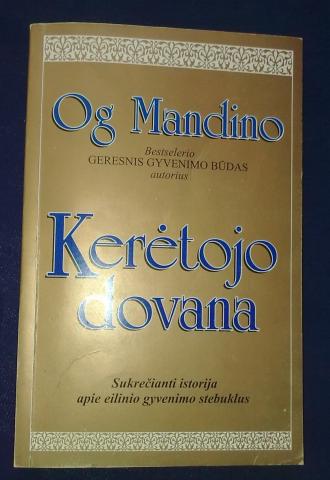 Og Mandino
Bestselerio
GERESNIS GYVENIMO BŪDAS
autorius
Kerėtojo
dovana
Sukrečianti istorija
apie eilinio gyvenimo stebuklus